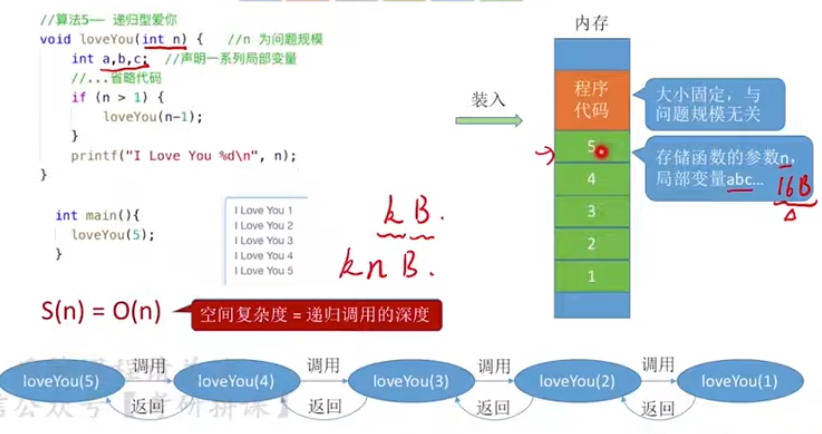 //算法5—— 递归型爱你
void loveYou(int n) {   //n 为问题规模
int a,b,c;  //声明一系列局部变量
//...省略代码
if (n > 1) {
loveYou(n-1);
}
printf("I Love You %d\n", n);
}
int main(){
loveYou(5);
}
I Love You 1
I Love You 2
I Love You 3
I Love You 4
I Love You 5
kB.
knB.
S(n) = O(n)
空间复杂度 = 递归调用的深度
装入
内存
程序
代码
5
4
3
2
1
大小固定，与
问题规模无关
存储函数的参数n，
局部变量abc...
16B
loveYou(5)
调用
返回
loveYou(4)
调用
返回
loveYou(3)
调用
返回
loveYou(2)
调用
返回
loveYou(1)
信公众号【考研拼课】